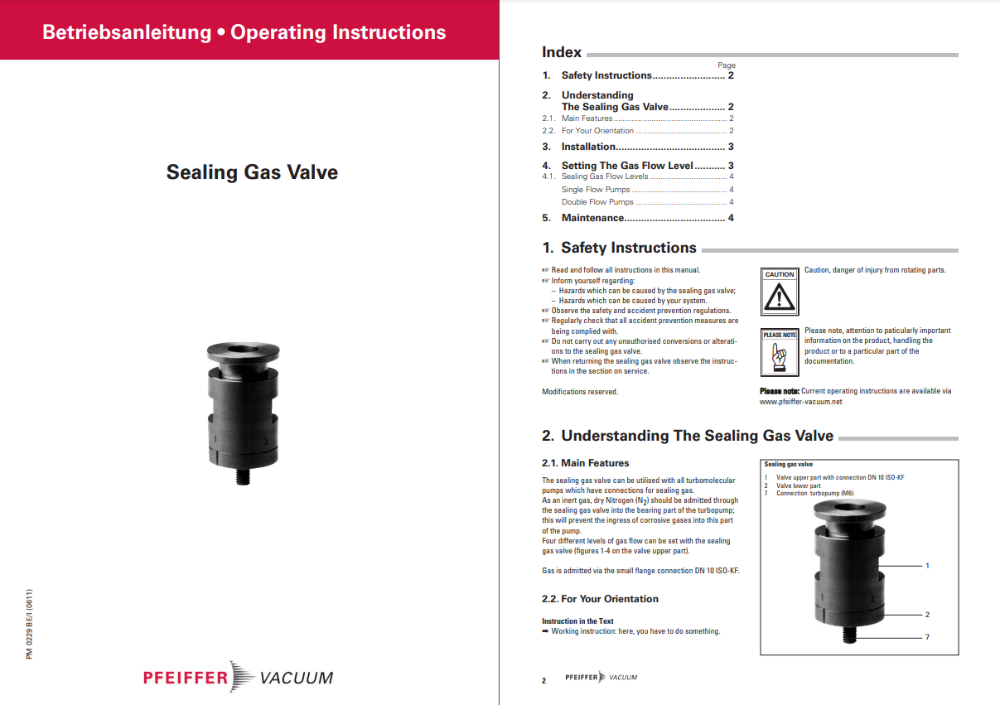 Betriebsanleitung • Operating Instructions
Sealing Gas Valve
1 2
PM 0229 BE/I (0611)
PFEIFFER VACUUM
Index
Page
1. Safety Instructions.......................... 2
2. Understanding
The Sealing Gas Valve.................... 2
2.1. Main Features................................................ 2
2.2. For Your Orientation ....................................... 2
3. Installation....................................... 3
4. Setting The Gas Flow Level........... 3
4.1. Sealing Gas Flow Levels................................. 4
Single Flow Pumps......................................... 4
Double Flow Pumps ....................................... 4
5. Maintenance.................................... 4
1. Safety Instructions
☞ Read and follow all instructions in this manual.
☞ Inform yourself regarding:
– Hazards which can be caused by the sealing gas valve;
– Hazards which can be caused by your system.
☞ Observe the safety and accident prevention regulations.
☞ Regularly check that all accident prevention measures are
being complied with.
☞ Do not carry out any unauthorised conversions or alterati-
ons to the sealing gas valve.
☞ When returning the sealing gas valve observe the instruc-
tions in the section on service.
Modifications reserved.
CAUTION
Caution, danger of injury from rotating parts.
PLEASE NOTE
Please note, attention to paticularly important
information on the product, handling the
product or to a particular part of the
documentation.
Please note: Current operating instructions are available via
www.pfeiffer-vacuum.net
2. Understanding The Sealing Gas Valve
2.1. Main Features
The sealing gas valve can be utilised with all turbomolecular
pumps which have connections for sealing gas.
As an inert gas, dry Nitrogen (N2) should be admitted through
the sealing gas valve into the bearing part of the turbopump;
this will prevent the ingress of corrosive gases into this part
of the pump.
Four different levels of gas flow can be set with the sealing
gas valve (figures 1-4 on the valve upper part).
Gas is admitted via the small flange connection DN 10 ISO-KF.
2.2. For Your Orientation
Instruction in the Text
➡ Working instruction: here, you have to do something.
Sealing gas valve
1 Valve upper part with connection DN 10 ISO-KF
2 Valve lower part
7 Connection turbopump (M6)
1
1 2
2
7
2 PFEIFFER VACUUM